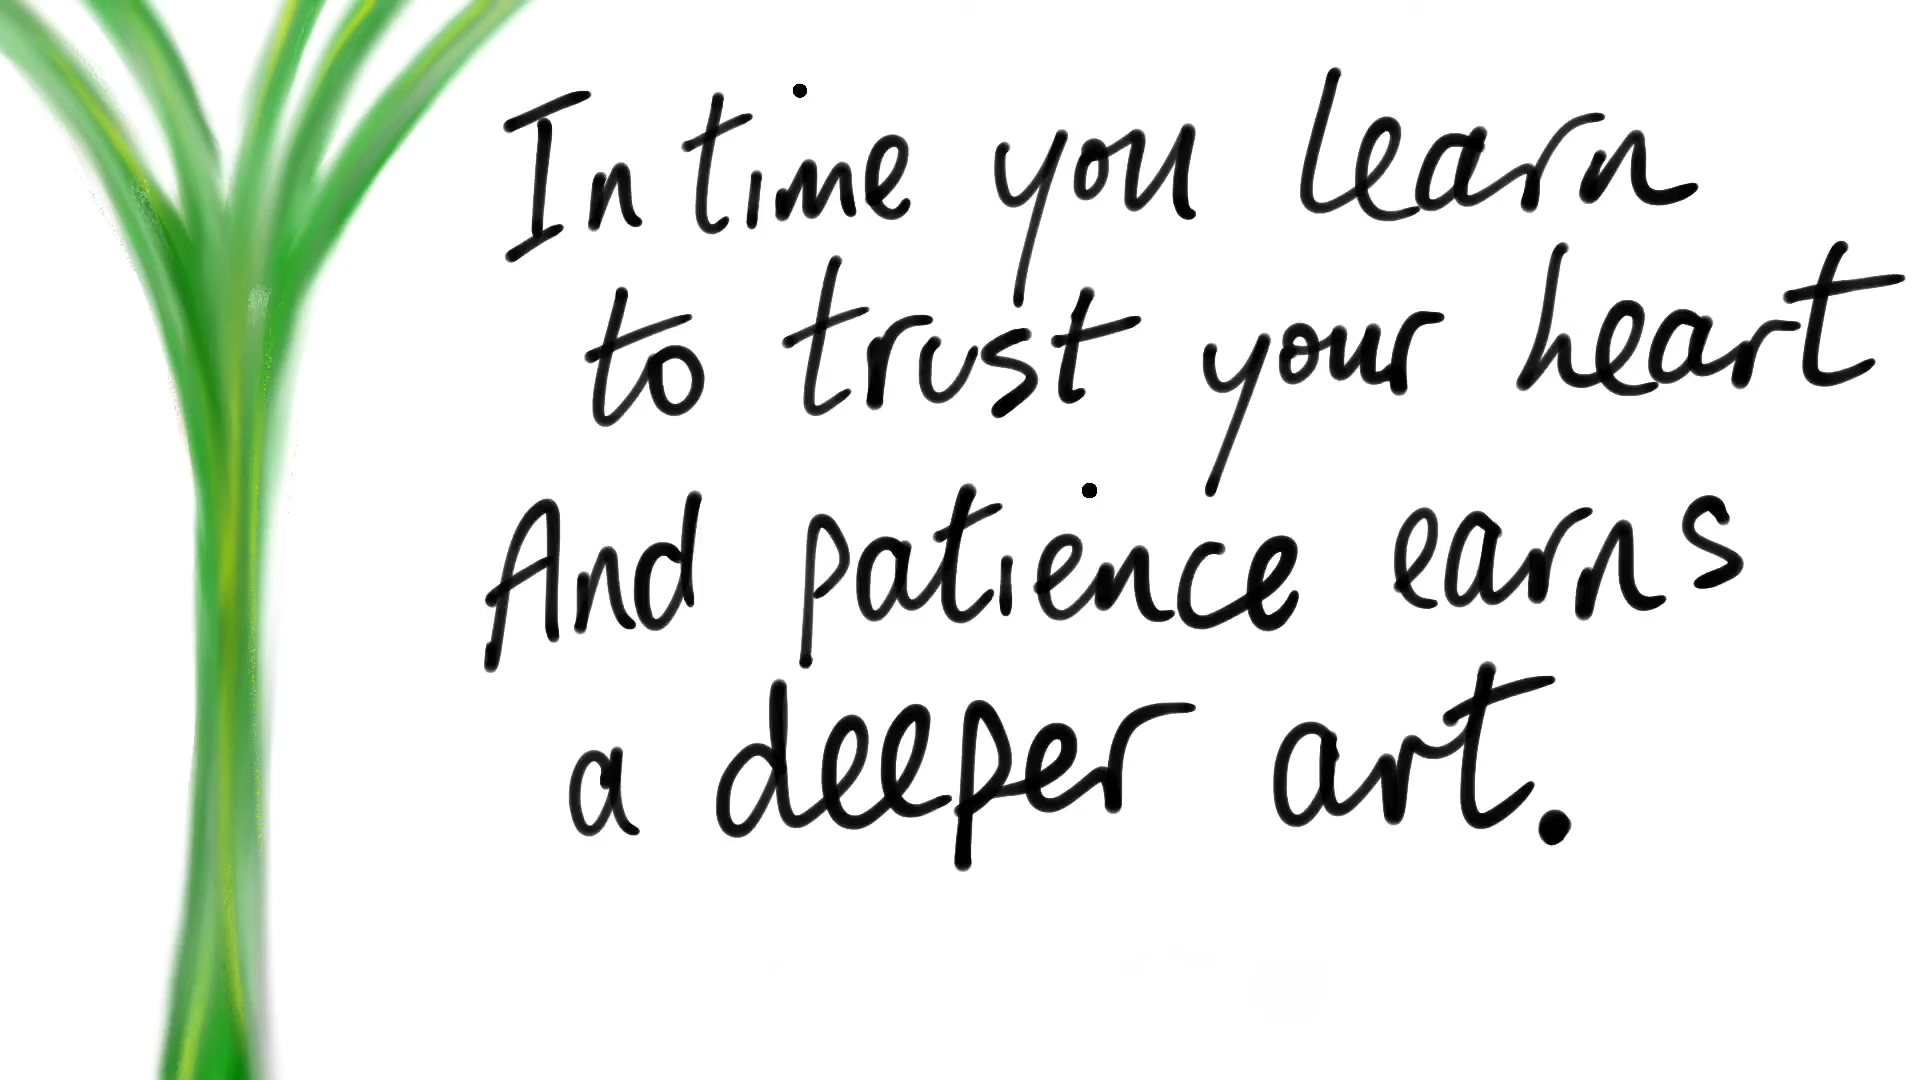 In time you learn
to trust your heart
And patience earns
a deeper art.